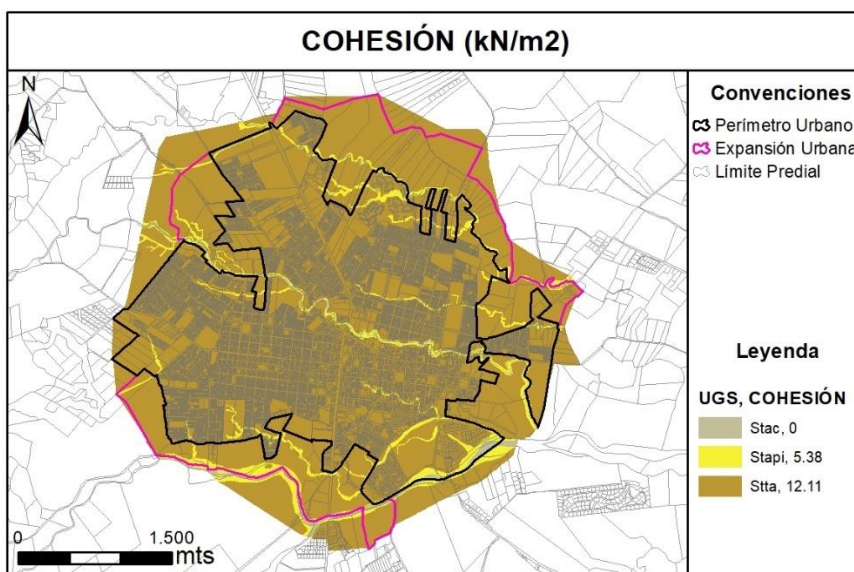 COHESIÓN (kN/m2)
N
Convenciones
Perímetro Urbano
Expansión Urbana
Límite Predial
Leyenda
UGS, COHESIÓN
Stac, 0
Stapi, 5.38
Stta, 12.11
0 1.500
mts